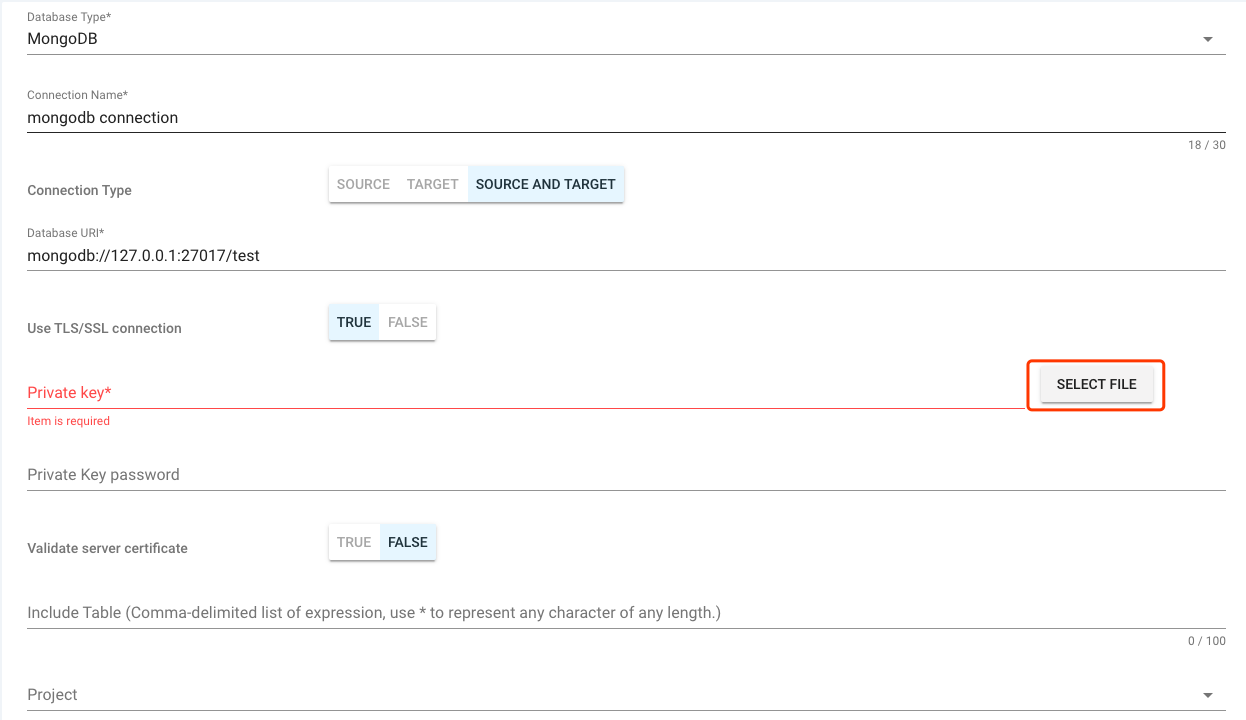 Database Type*
MongoDB
Connection Name*
mongodb connection
18 / 30
Connection Type
SOURCE TARGET SOURCE AND TARGET
Database URI*
mongodb://127.0.0.1:27017/test
Use TLS/SSL connection
TRUE FALSE
Private key*
SELECT FILE
Item is required
Private Key password
Validate server certificate
TRUE FALSE
Include Table (Comma-delimited list of expression, use * to represent any character of any length.)
0 / 100
Project